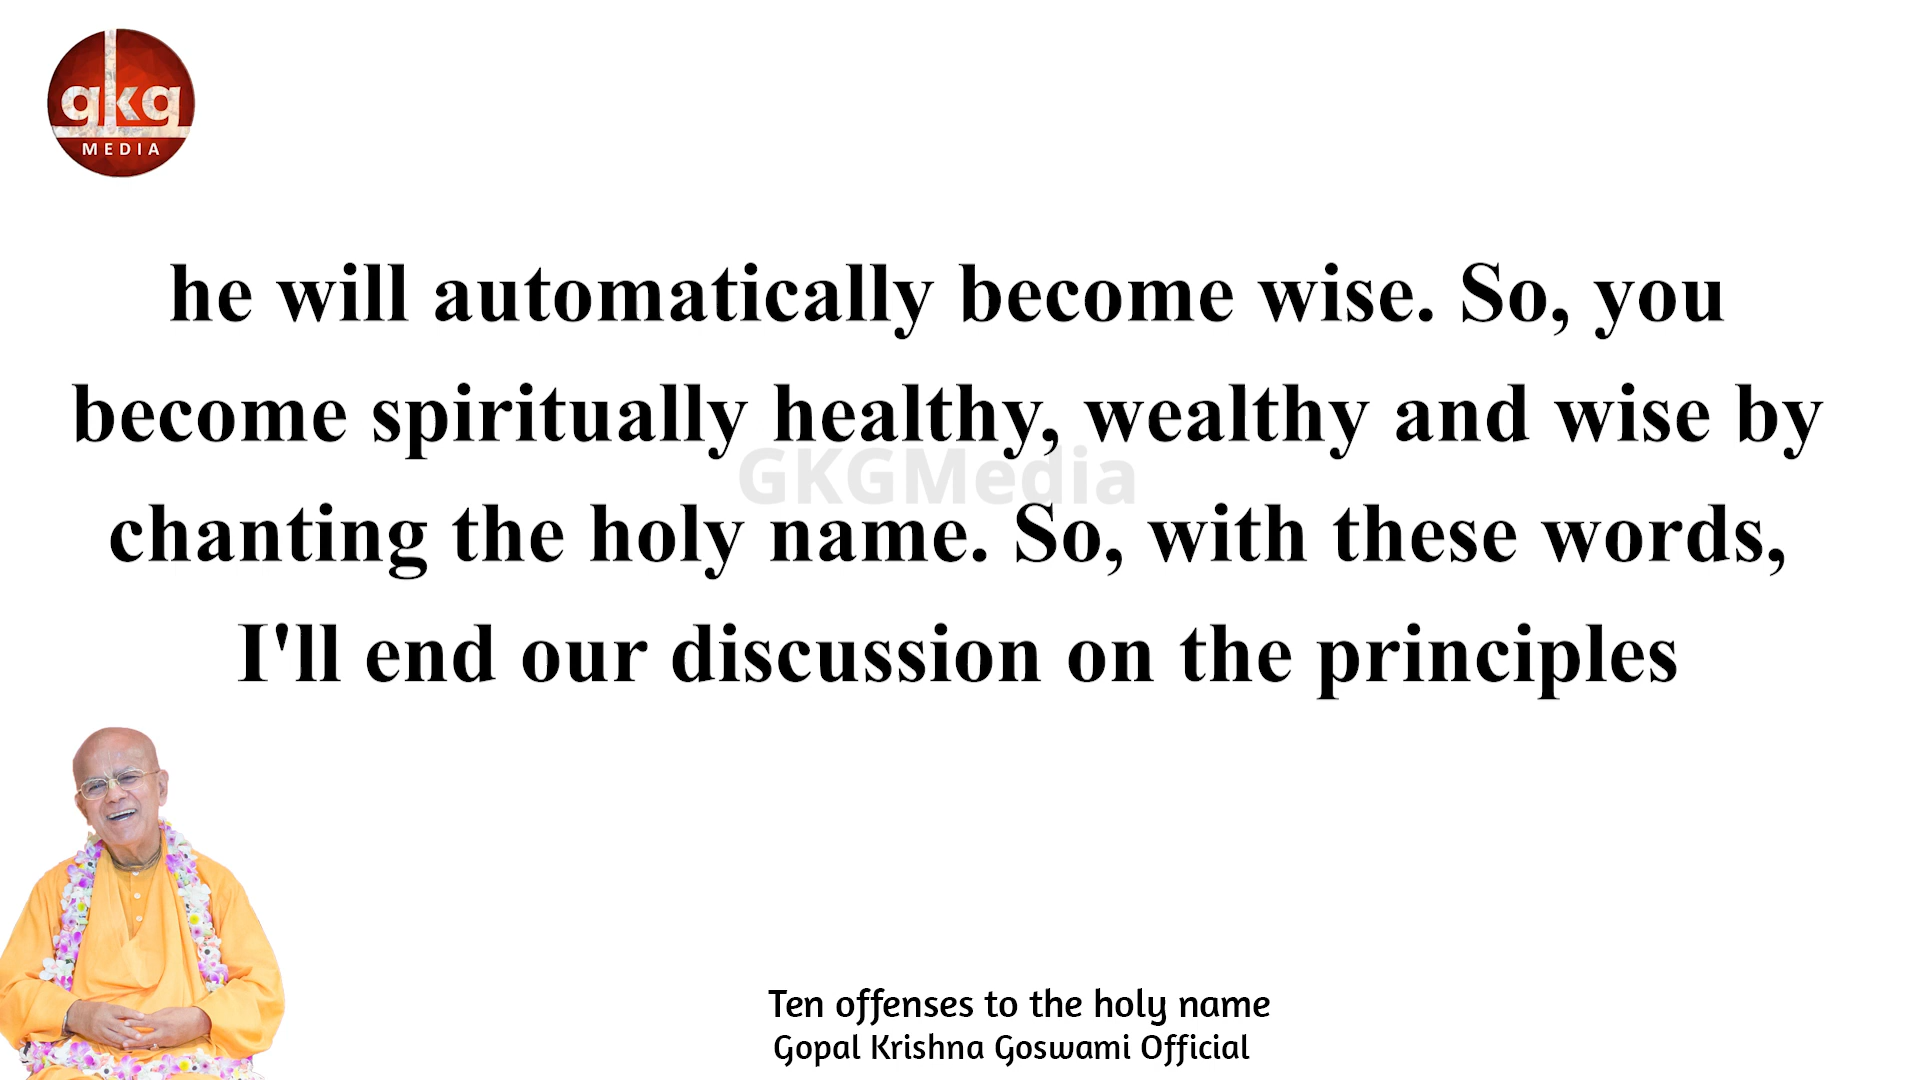 gkg
MEDIA
he will automatically become wise. So, you
become spiritually healthy, wealthy and wise by
GKGMedia
chanting the holy name. So, with these words,
I'll end our discussion on the principles
Ten offenses to the holy name
Gopal Krishna Goswami Official